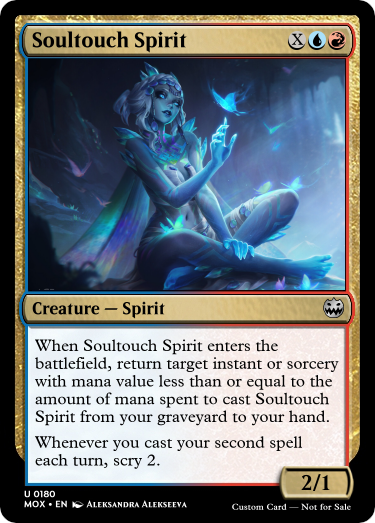 Soultouch Spirit X
Creature — Spirit
When Soultouch Spirit enters the
battlefield, return target instant or sorcery
with mana value less than or equal to the
amount of mana spent to cast Soultouch
Spirit from your graveyard to your hand.
Whenever you cast your second spell
each turn, scry 2.
2/1
U 0180
MOX • EN Aleksandra Alekseeva
Custom Card — Not for Sale